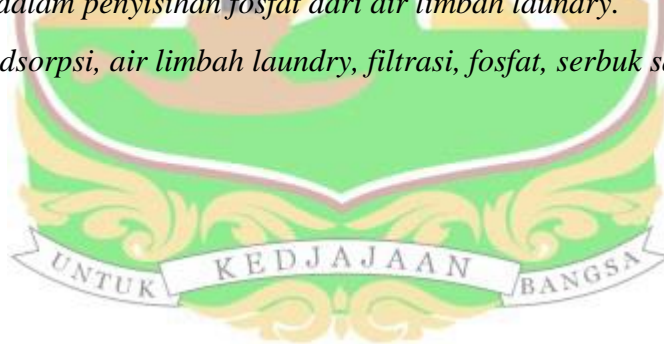 dalam penyisihan fosfat dari air limbah laundry.
dsorpsi, air limbah laundry, filtrasi, fosfat, serbuk
UNTUK KEDJAJAAN BANGSA